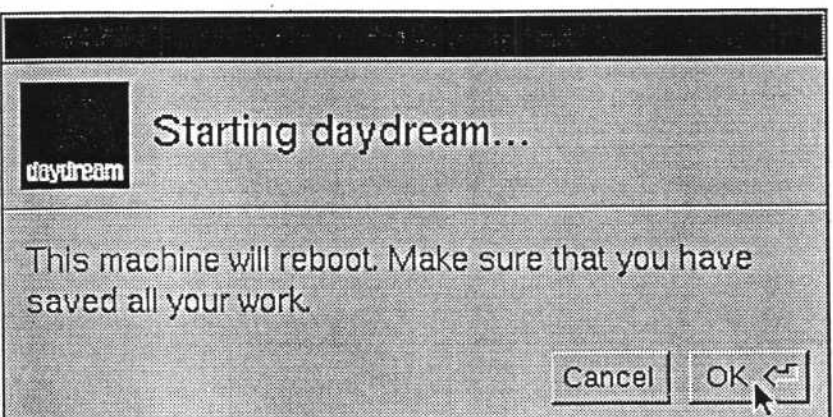 daydream
Starting daydream...
This machine will reboot. Make sure that you have
saved all your work.
Cancel
OK